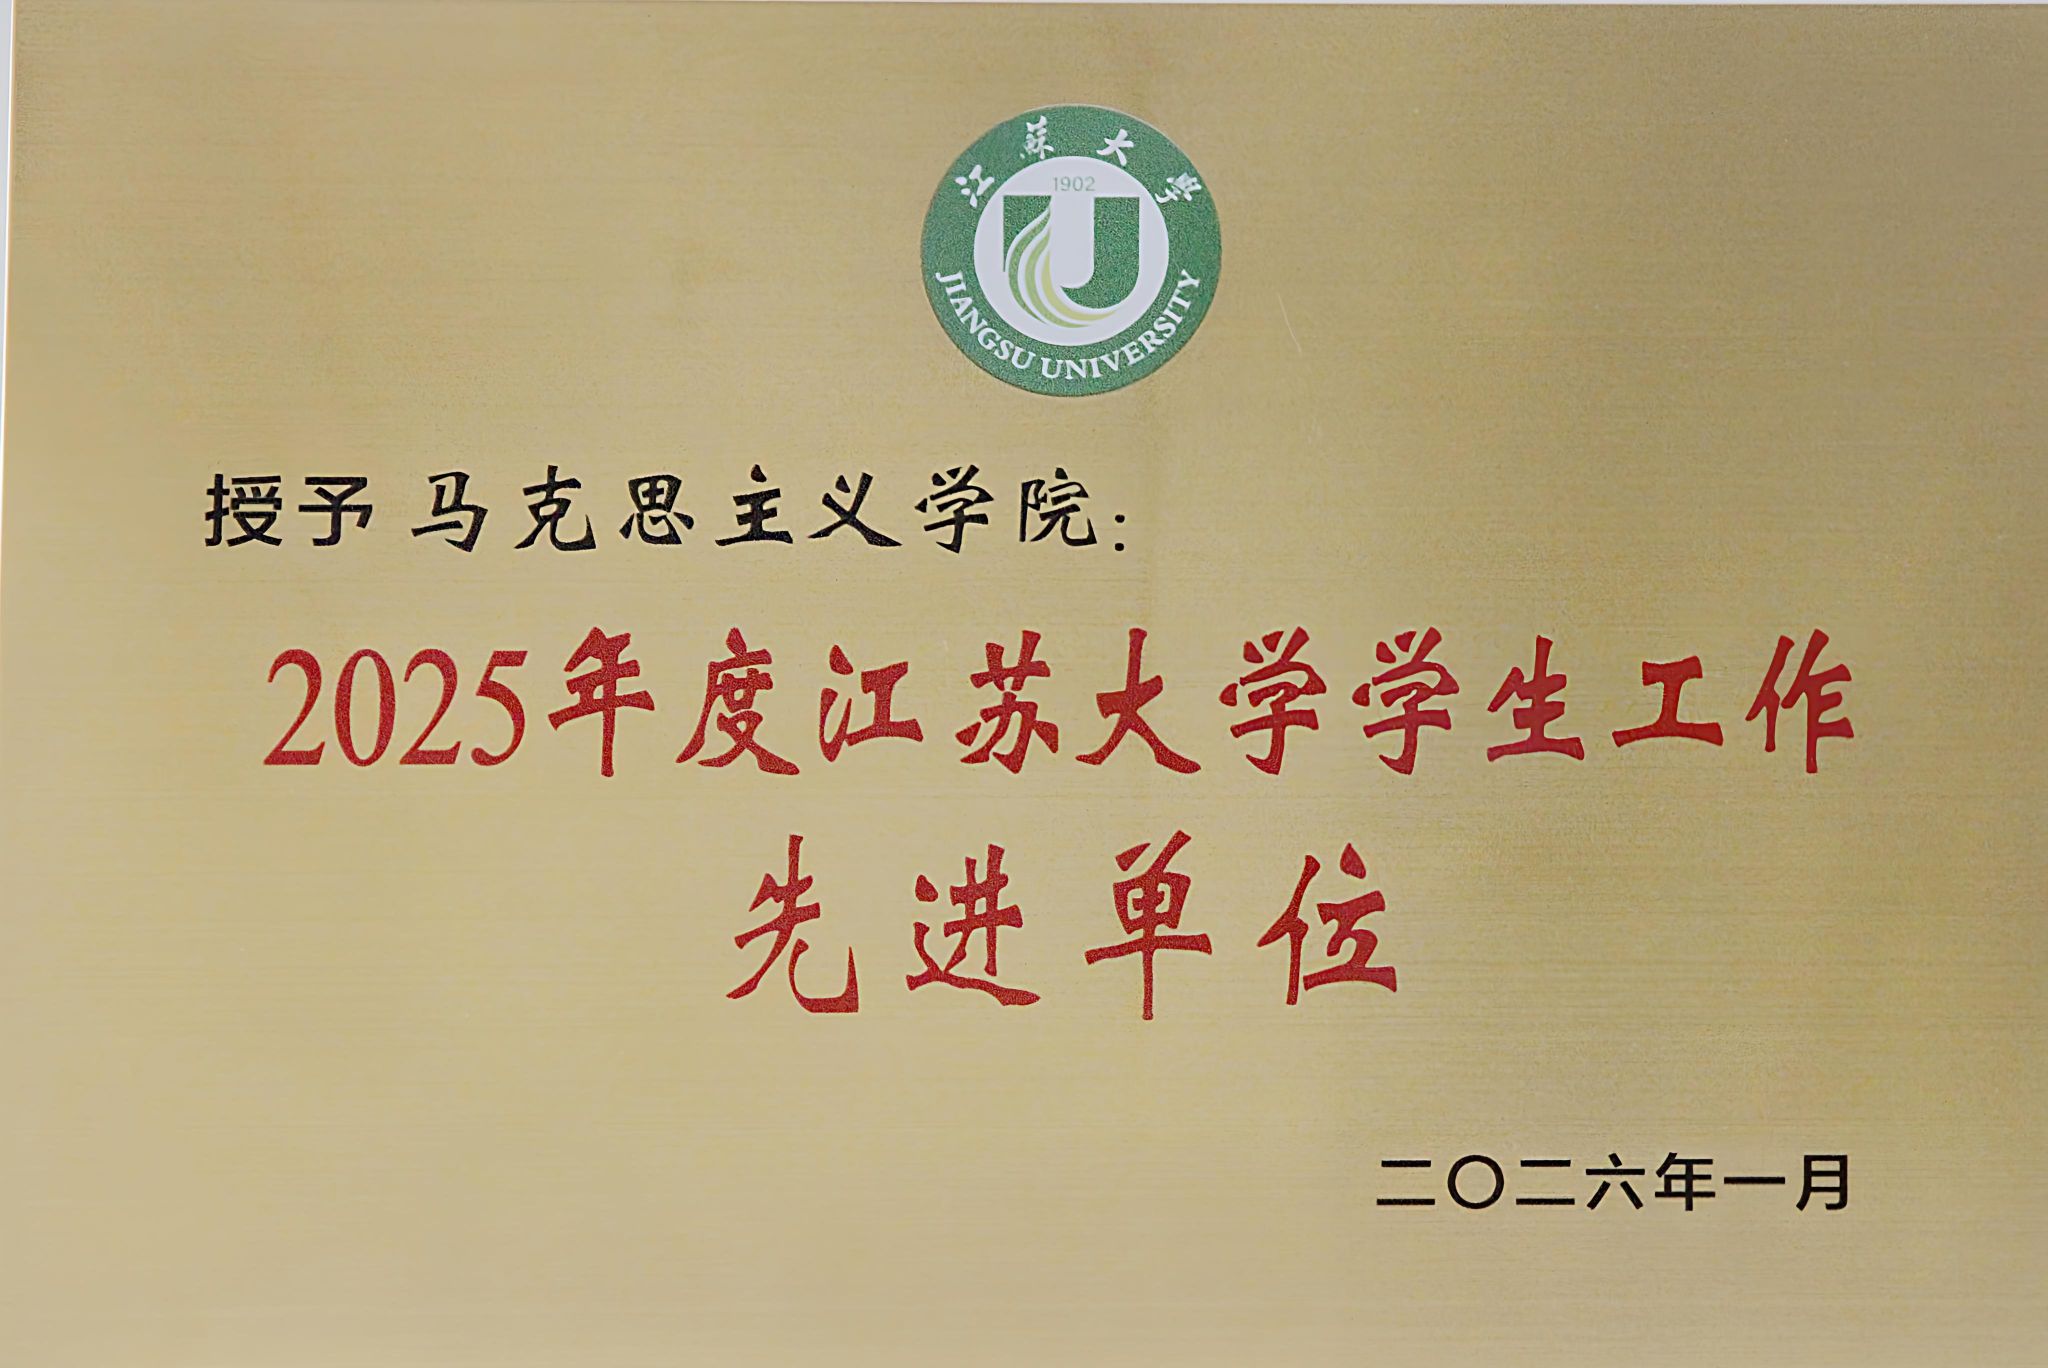 江蘇大學
1902
JIANGSU UNIVERSITY
授予 马克思主义学院：
2025年度江苏大学学生工作
先进单位
二〇二六年一月